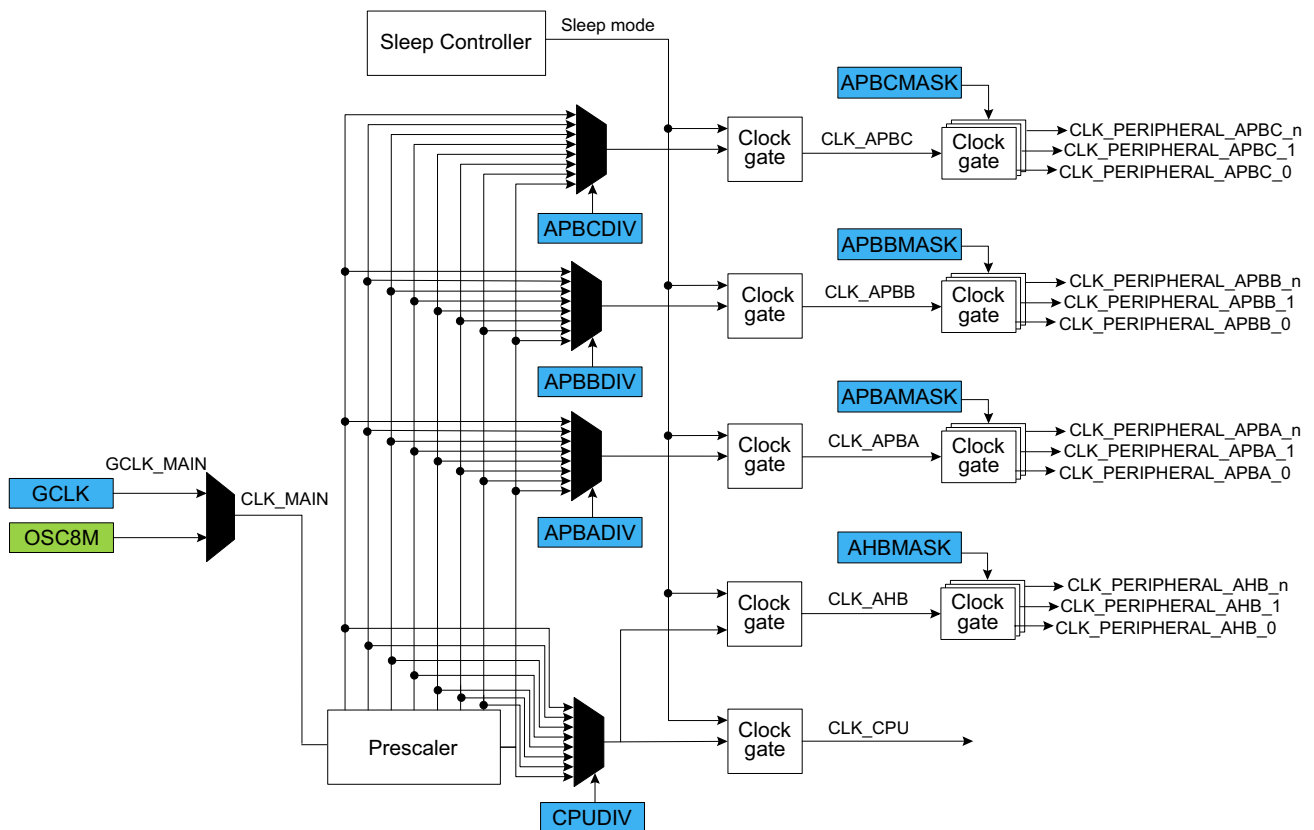 Sleep mode
Sleep Controller
APBCMASK
Clock
gate
CLK_APBC
Clock
gate
CLK_PERIPHERAL_APBC_n
CLK_PERIPHERAL_APBC_1
CLK_PERIPHERAL_APBC_0
APBCDIV
APBBMASK
Clock
gate
CLK_APBB
Clock
gate
CLK_PERIPHERAL_APBB_n
CLK_PERIPHERAL_APBB_1
CLK_PERIPHERAL_APBB_0
APBBDIV
APBAMASK
Clock
gate
CLK_APBA
Clock
gate
CLK_PERIPHERAL_APBA_n
CLK_PERIPHERAL_APBA_1
CLK_PERIPHERAL_APBA_0
GCLK_MAIN
GCLK
CLK_MAIN
OSC8M
APBADIV
AHBMASK
Clock
gate
CLK_AHB
Clock
gate
CLK_PERIPHERAL_AHB_n
CLK_PERIPHERAL_AHB_1
CLK_PERIPHERAL_AHB_0
Prescaler
Clock
gate
CLK_CPU
CPUDIV